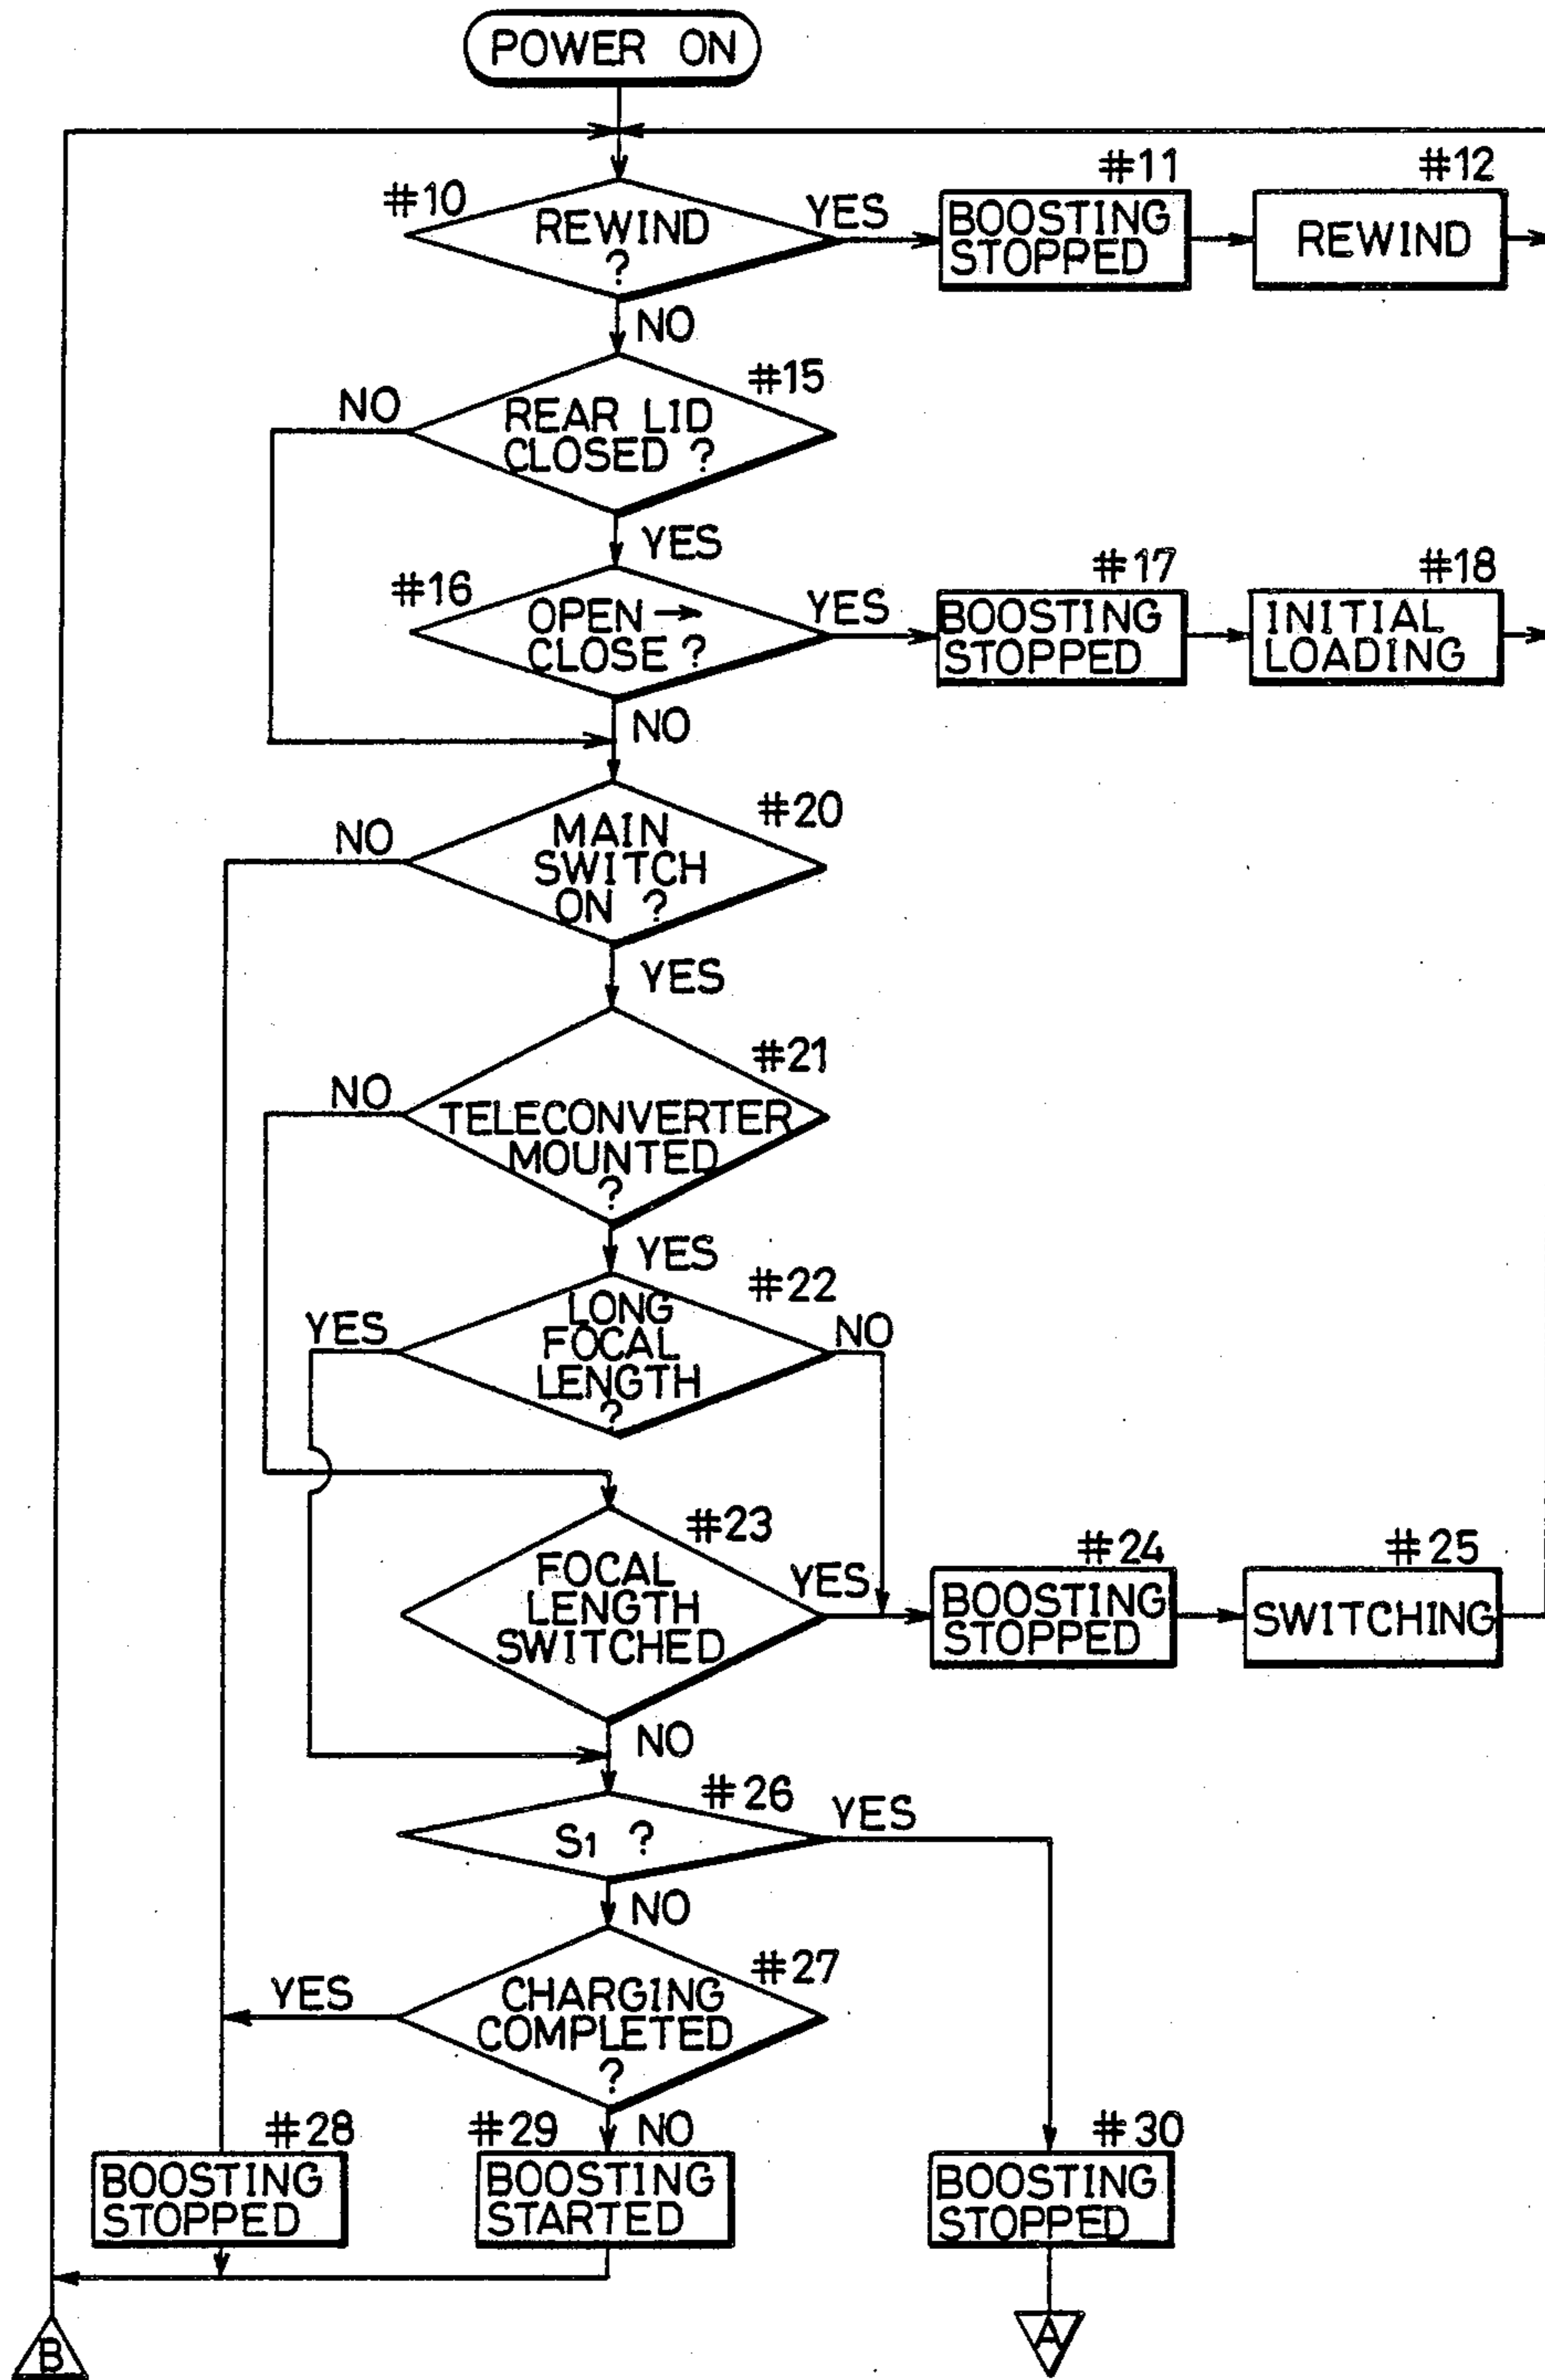 POWER ON
#10
REWIND
?
YES
#11
BOOSTING
STOPPED
#12
REWIND
NO
#15
NO
REAR LID
CLOSED ?
YES
#16
OPEN →
CLOSE ?
YES
#17
BOOSTING
STOPPED
#18
INITIAL
LOADING
NO
#20
NO
MAIN
SWITCH
ON ?
YES
#21
NO
TELECONVERTER
MOUNTED
?
YES
#22
YES
LONG
FOCAL
LENGTH
?
NO
#23
FOCAL
LENGTH
SWITCHED
YES
#24
BOOSTING
STOPPED
#25
SWITCHING
NO
#26
S1 ?
YES
NO
#27
YES
CHARGING
COMPLETED
?
#28
BOOSTING
STOPPED
#29
NO
BOOSTING
STARTED
#30
BOOSTING
STOPPED
B
A